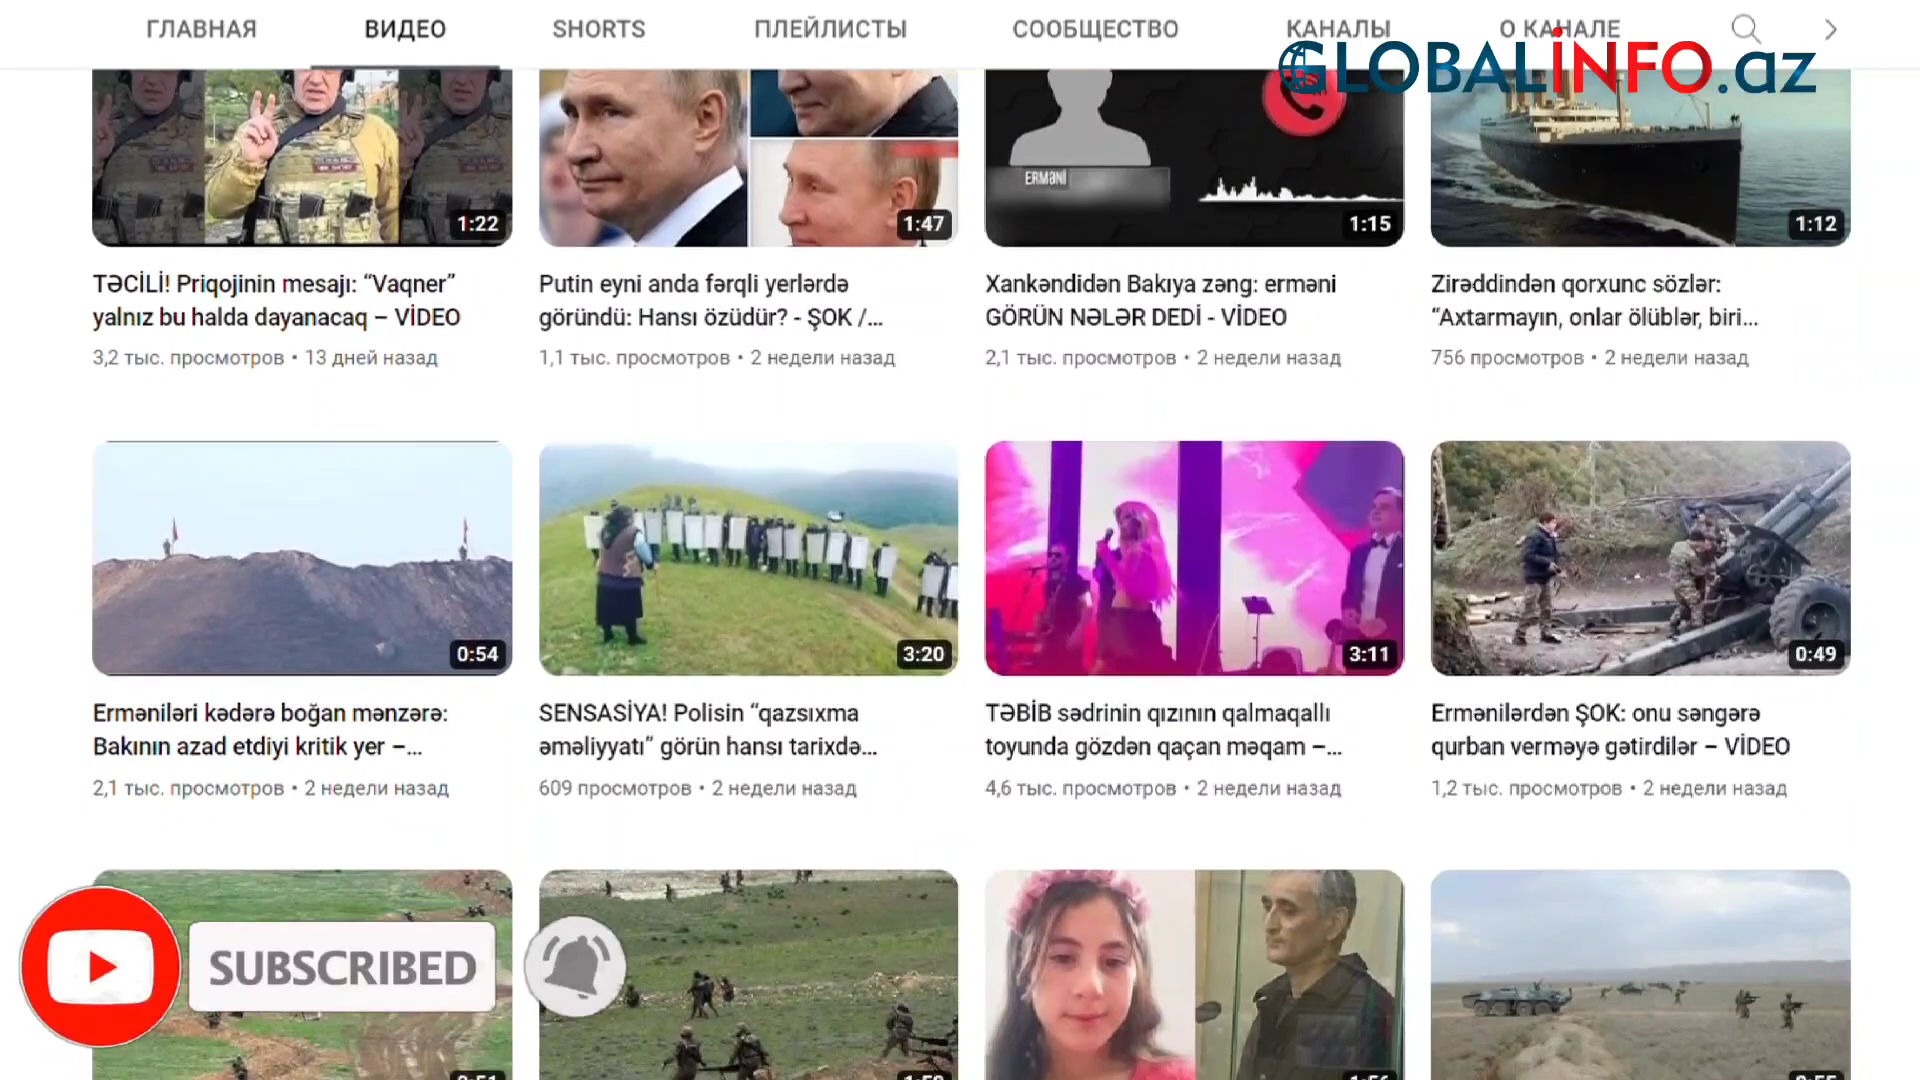 ГЛАВНАЯ ВИДЕО SHORTS ПЛЕЙЛИСТЫ СООБЩЕСТВО КАНАЛЫ О КАНАЛЕ
GLOBALİNFO.az
ERMƏNİ
1:22 1:47 1:15 1:12
TƏCİLİ! Priqojinin mesajı: “Vaqner”
yalnız bu halda dayanacaq – VİDEO
3,2 тыс. просмотров • 13 дней назад
Putin eyni anda fərqli yerlərdə
göründü: Hansı özüdür? - ŞOK /...
1,1 тыс. просмотров • 2 недели назад
Xankəndidən Bakıya zəng: erməni
GÖRÜN NƏLƏR DEDİ - VİDEO
2,1 тыс. просмотров • 2 недели назад
Zirəddindən qorxunc sözlər:
“Axtarmayın, onlar ölüblər, biri...
756 просмотров • 2 недели назад
0:54 3:20 3:11 0:49
Erməniləri kədərə boğan mənzərə:
Bakının azad etdiyi kritik yer –...
2,1 тыс. просмотров • 2 недели назад
SENSASİYA! Polisin “qazsıxma
əməliyyatı” görün hansı tarixdə...
609 просмотров • 2 недели назад
TƏBİB sədrinin qızının qalmaqallı
toyunda gözdən qaçan məqam –...
4,6 тыс. просмотров • 2 недели назад
Ermənilərdən ŞOK: onu səngərə
qurban verməyə gətirdilər – VİDEO
1,2 тыс. просмотров • 2 недели назад
SUBSCRIBED